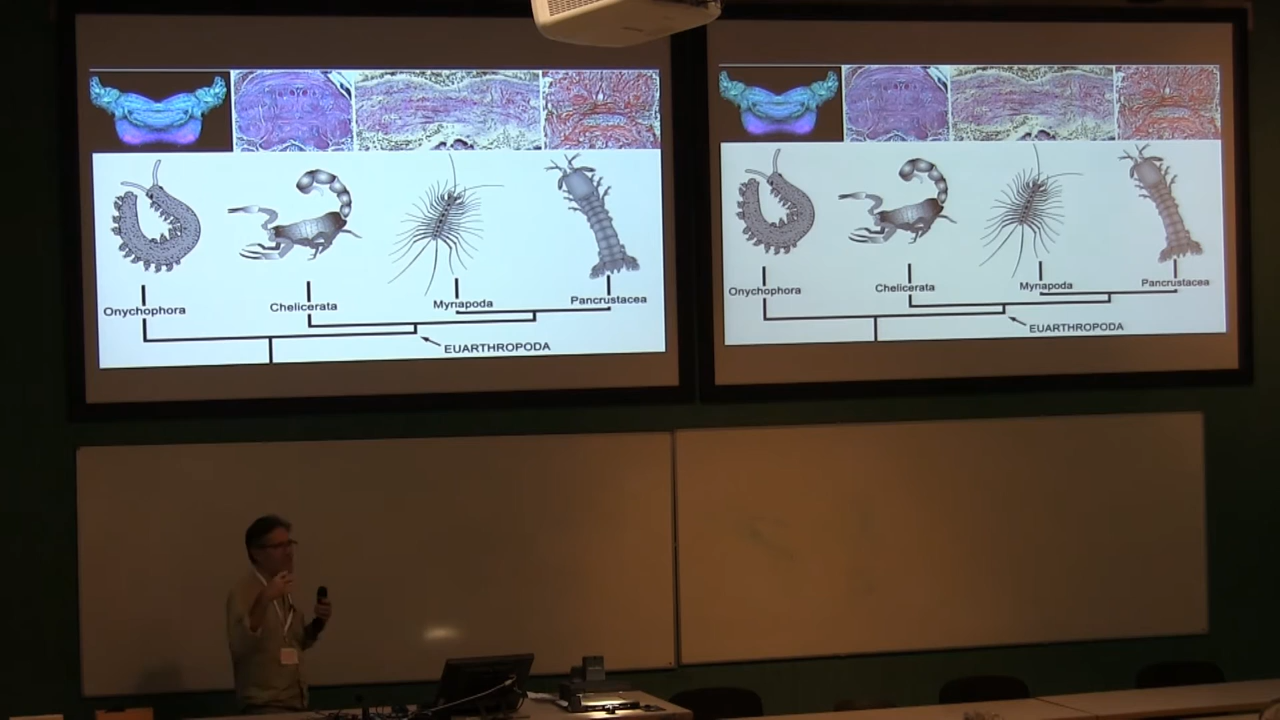 Onychophora
Chelicerata
Myriapoda
Pancrustacea
EUARTHROPODA
Onychophora
Chelicerata
Myriapoda
Pancrustacea
EUARTHROPODA